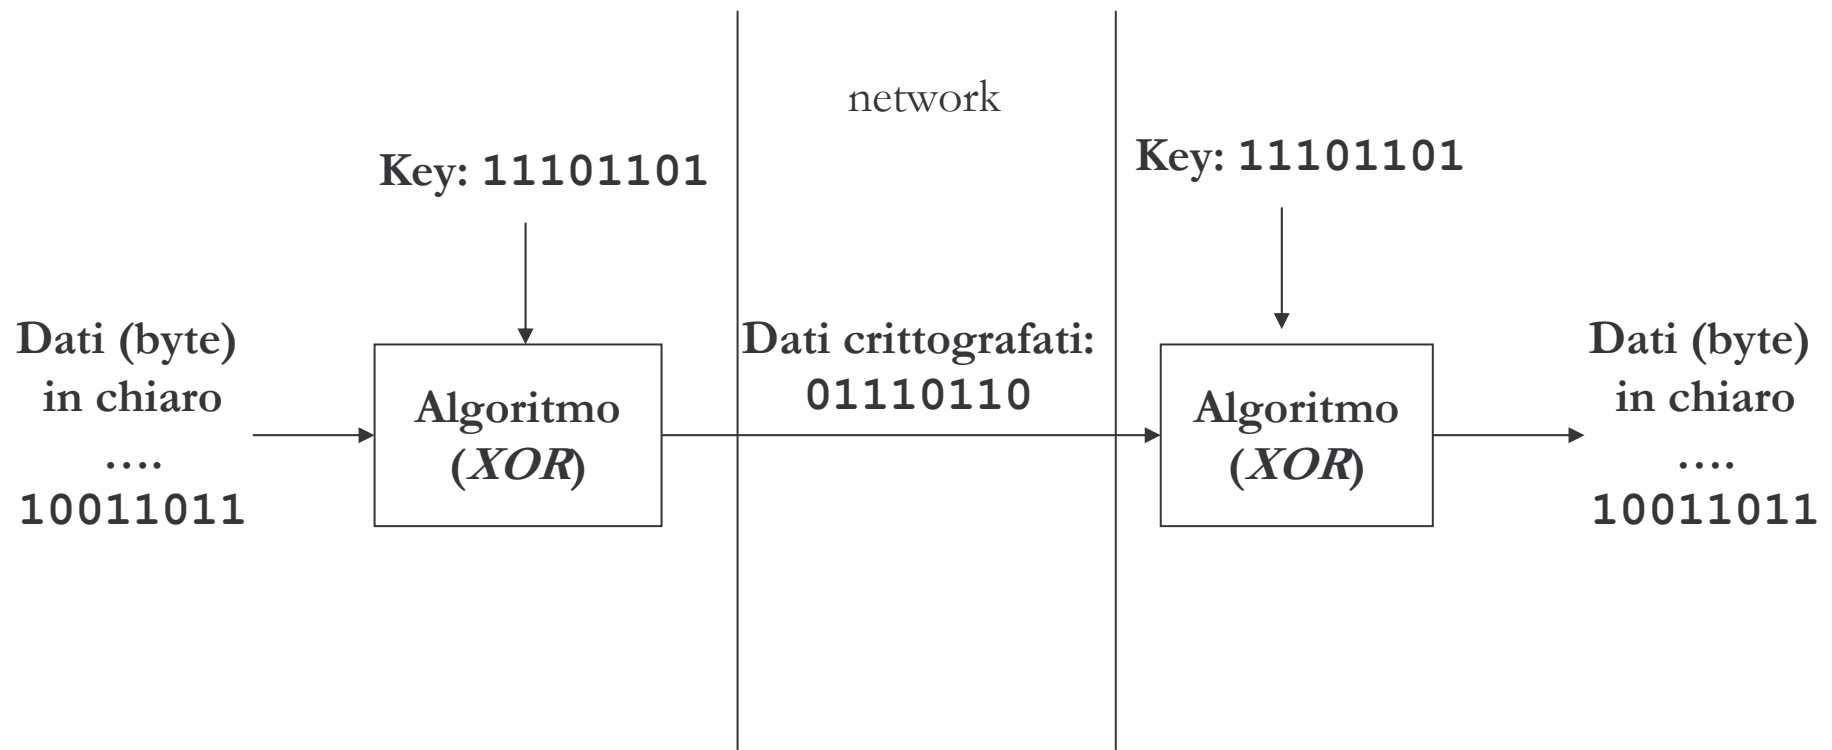 network
Key: 11101101
Key: 11101101
Dati (byte)
in chiaro
....
10011011
Algoritmo
(XOR)
Dati crittografati:
01110110
Algoritmo
(XOR)
Dati (byte)
in chiaro
....
10011011